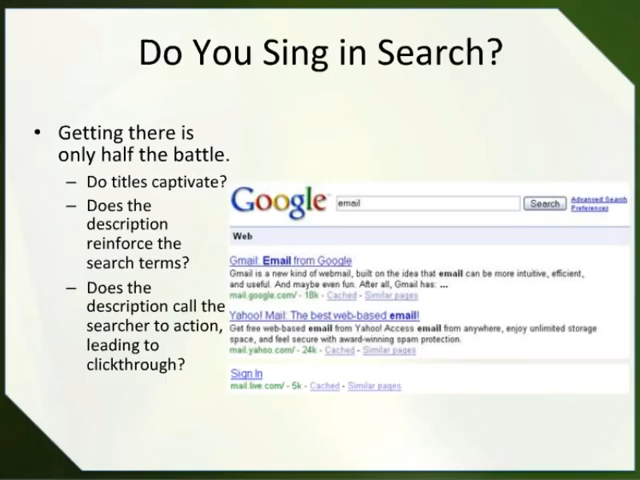 Do You Sing in Search?
• Getting there is
only half the battle.
– Do titles captivate?
– Does the
description
reinforce the
search terms?
– Does the
description call the
searcher to action,
leading to
clickthrough?
Google email Search Advanced Search
Preferences
Web
Gmail: Email from Google
Gmail is a new kind of webmail, built on the idea that email can be more intuitive, efficient,
and useful. And maybe even fun. After all, Gmail has: ...
mail.google.com/ - 18k - Cached - Similar pages
Yahoo! Mail: The best web-based email!
Get free web-based email from Yahoo! Access email from anywhere, enjoy unlimited storage
space, and feel secure with award-winning spam protection.
mail.yahoo.com/ - 24k - Cached - Similar pages
Sign In
mail.live.com/ - 5k - Cached - Similar pages